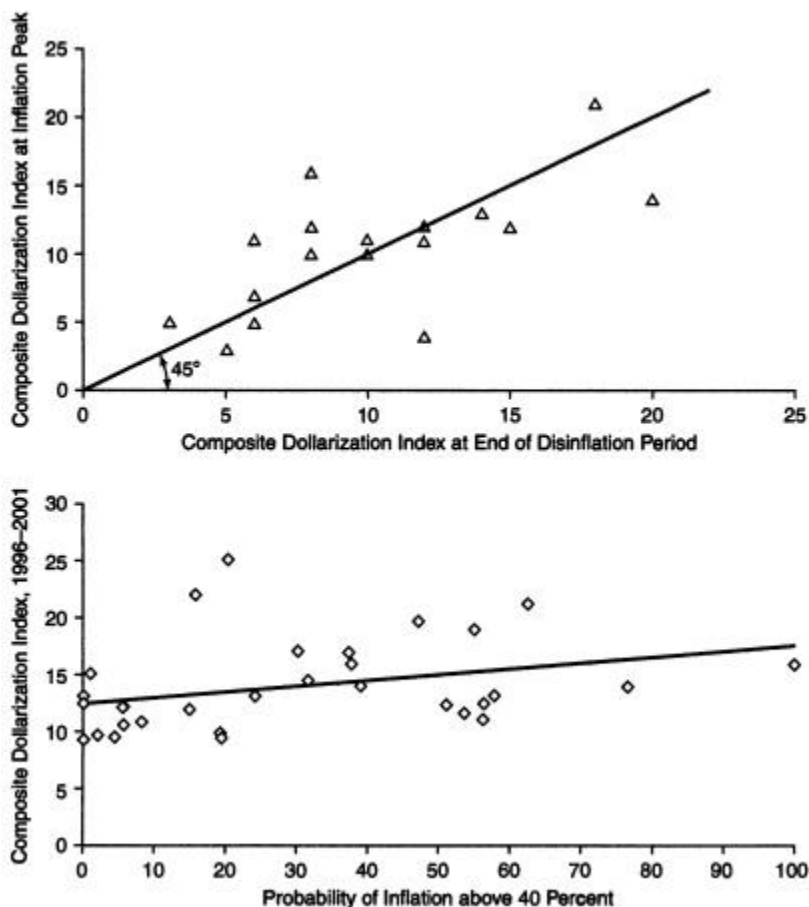 Composite Dollarization Index at Inflation Peak
25
20
15
10
5
0
45°
0 5 10 15 20 25
Composite Dollarization Index at End of Disinflation Period
Composite Dollarization Index, 1996–2001
30
25
20
15
10
5
0
0 10 20 30 40 50 60 70 80 90 100
Probability of Inflation above 40 Percent